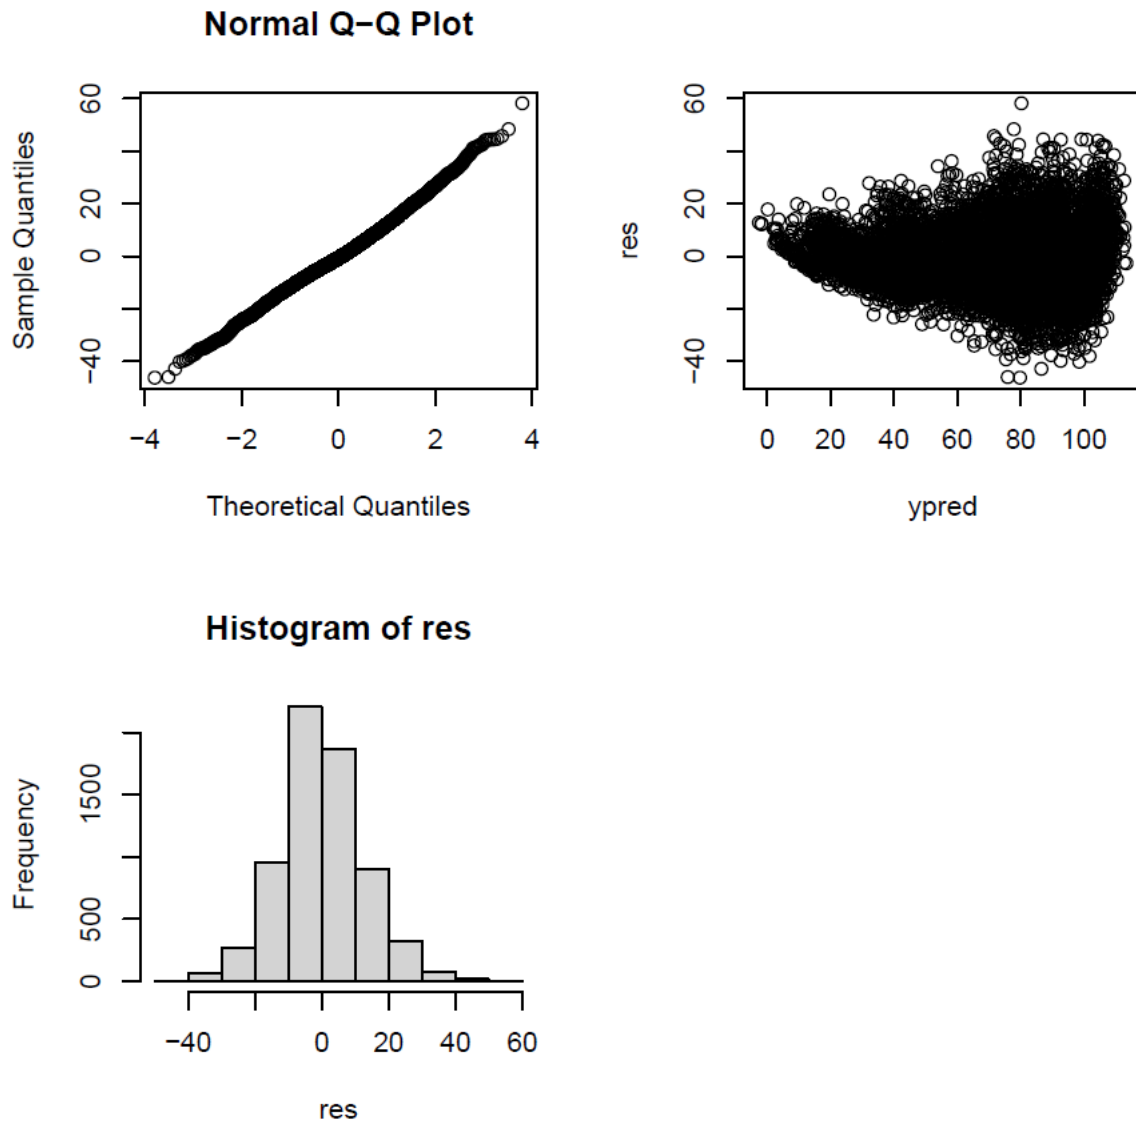 Normal Q−Q Plot
Sample Quantiles
60
20
0
−40
−4
−2
0
2
4
Theoretical Quantiles
res
60
20
0
−40
0 20 40 60 80 100
ypred
Histogram of res
Frequency
1500
500
0
−40
0
20
40
60
res